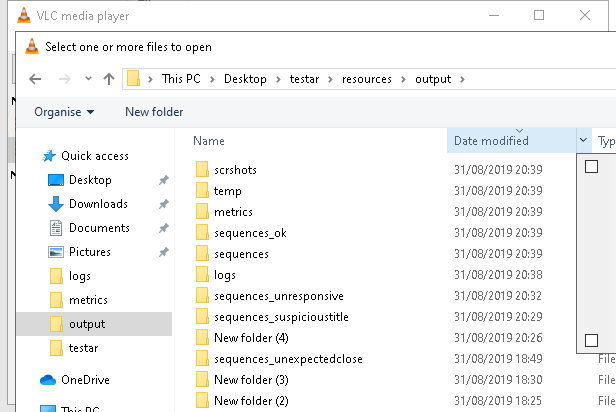 VLC media player
Select one or more files to open
This PC > Desktop > testar > resources > output >
Organise New folder
Name Date modified Typ
Quick access
Desktop
Downloads
Documents
Pictures
logs
metrics
output
testar
OneDrive
This PC
scrshots 31/08/2019 20:39
temp 31/08/2019 20:39
metrics 31/08/2019 20:39
sequences_ok 31/08/2019 20:39
sequences 31/08/2019 20:39
logs 31/08/2019 20:38
sequences_unresponsive 31/08/2019 20:32
sequences_suspicioustitle 31/08/2019 20:29
New folder (4) 31/08/2019 20:26
sequences_unexpectedclose 31/08/2019 18:49 File
New folder (3) 31/08/2019 18:30 File
New folder (2) 31/08/2019 18:25 File